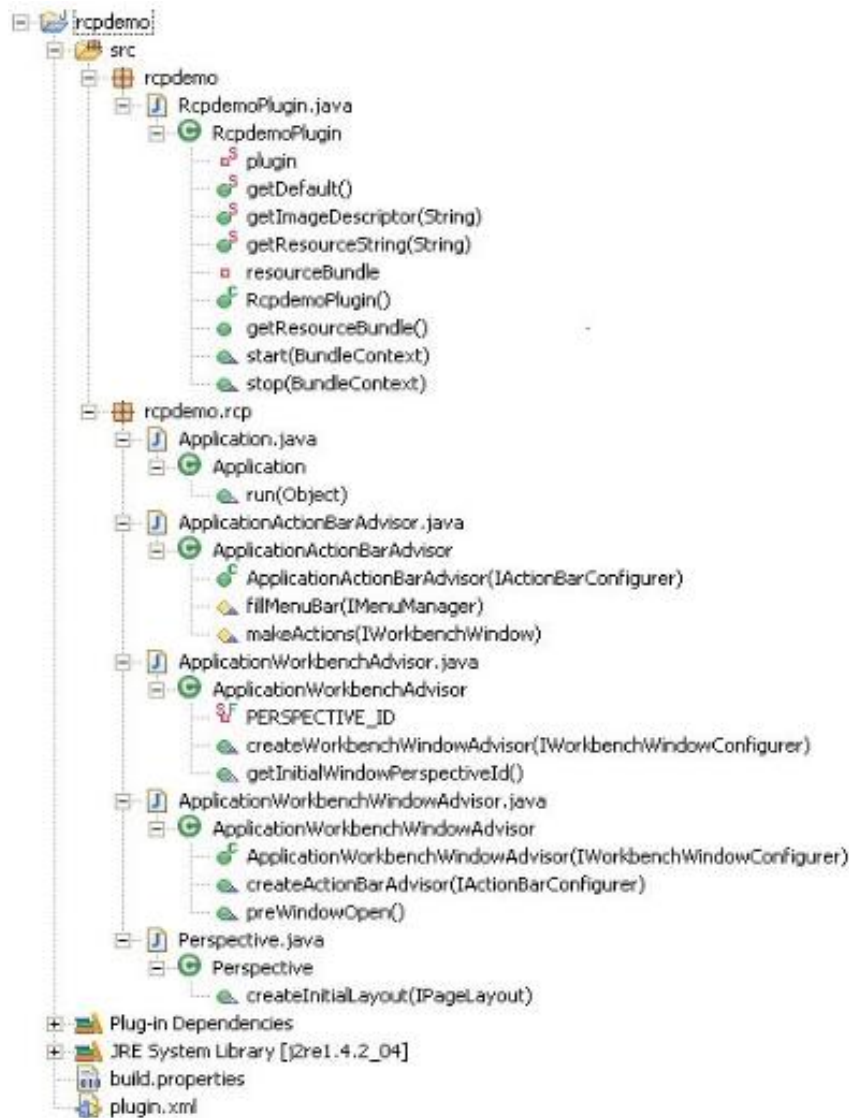 rcpdemo
src
rcpdemo
RcpdemoPlugin.java
RcpdemoPlugin
plugin
getDefault()
getImageDescriptor(String)
getResourceString(String)
resourceBundle
RcpdemoPlugin()
getResourceBundle()
start(BundleContext)
stop(BundleContext)
rcpdemo.rcp
Application.java
Application
run(Object)
ApplicationActionBarAdvisor.java
ApplicationActionBarAdvisor
ApplicationActionBarAdvisor(IActionBarConfigurer)
fillMenuBar(IMenuManager)
makeActions(IWorkbenchWindow)
ApplicationWorkbenchAdvisor.java
ApplicationWorkbenchAdvisor
PERSPECTIVE_ID
createWorkbenchWindowAdvisor(IWorkbenchWindowConfigurer)
getInitialWindowPerspectiveId()
ApplicationWorkbenchWindowAdvisor.java
ApplicationWorkbenchWindowAdvisor
ApplicationWorkbenchWindowAdvisor(IWorkbenchWindowConfigurer)
createActionBarAdvisor(IActionBarConfigurer)
preWindowOpen()
Perspective.java
Perspective
createInitialLayout(IPageLayout)
Plug-in Dependencies
JRE System Library [j2re1.4.2_04]
build.properties
plugin.xml